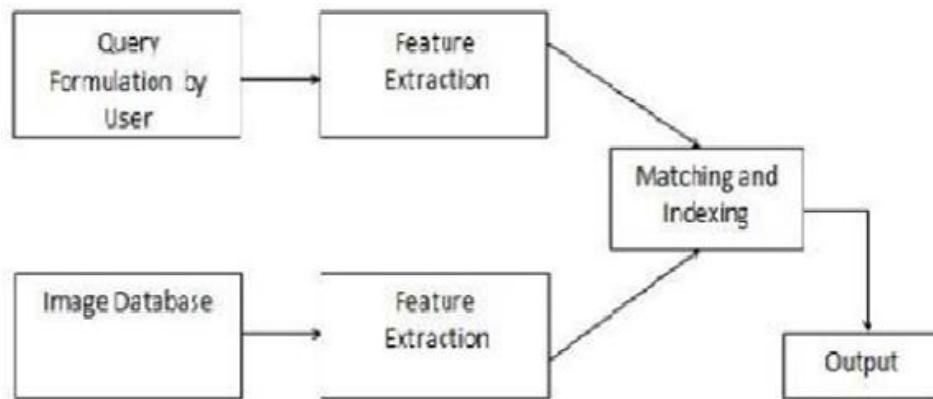 Query
Formulation by
User
Feature
Extraction
Matching and
Indexing
Image Database
Feature
Extraction
Output